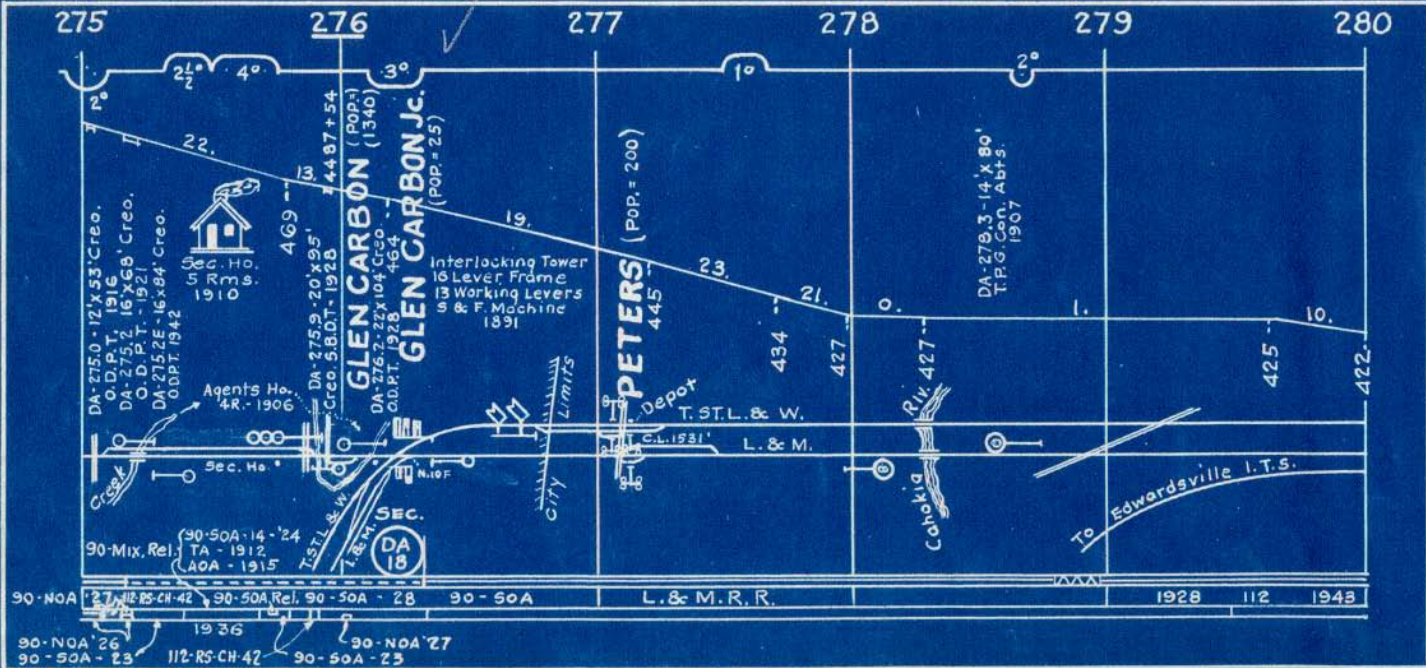 275 276 277 278 279 280
2° 2½° 4° 3° 1° 2°
22. 13. 19. 23. 21. 0. 1. 10.
4487+54
469
464
445
434
427
427
425
422
GLEN CARBON (POP.=1340)
GLEN CARBON Jc.
(POP.= 25)
PETERS (POP.= 200)
DA-275.0-12'x53' Creo.
O.D.P.T. 1916
DA-275.2 16'x68' Creo.
O.D.P.T.-1921
DA-275.2E-16'x84' Creo.
O.D.P.T. 1942
Sec. Ho.
5 Rms.
1910
DA-275.9-20'x95'
Creo. S.B.D.T-1928
DA-276.2-22'x104' Creo.
O.D.P.T. 1928
Interlocking Tower
16 Lever Frame
13 Working Levers
S & F. Machine
1891
DA-278.3-14'x80'
T.P.G. Con. Abts.
1907
Agents Ho.
4R.-1906
Creek
Sec. Ho.
N.10F
City Limits
Depot
T. ST. L. & W.
C.L.1531'
L. & M.
Cahokia Riv.
To Edwardsville I.T.S.
T. ST. L. & W.
L. & M.
SEC.
DA
18
90-Mix, Rel.
90-SOA-14-'24
TA - 1912
AOA - 1915
90-NOA '27 112-RS-CH-42 90-SOA, Rel. 90-SOA - 28 90-SOA L. & M. R. R. 1928 112 1943
1936
90-NOA '26
90-SOA - 23
112-RS-CH-42
90-SOA-23
90-NOA '27